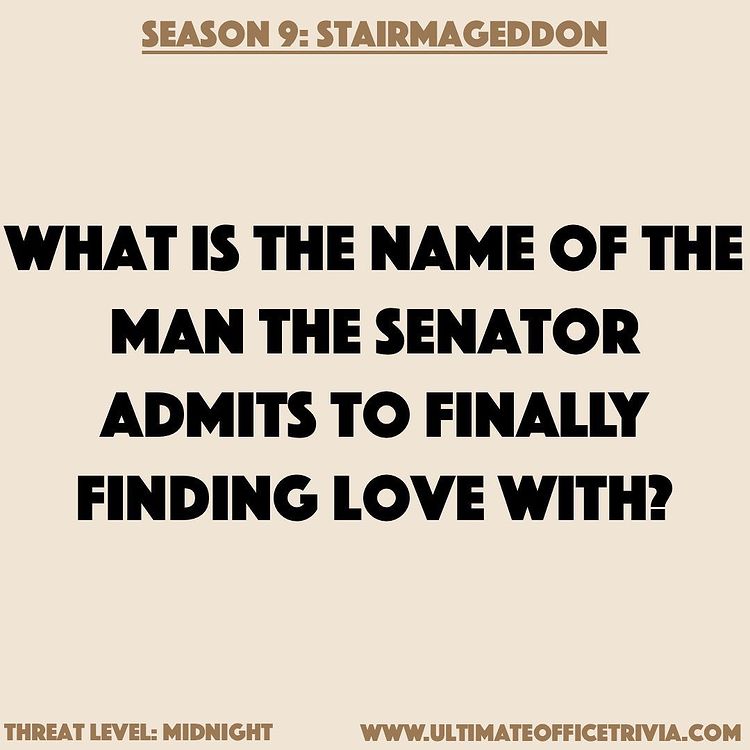 SEASON 9: STAIRMAGEDDON
WHAT IS THE NAME OF THE
MAN THE SENATOR
ADMITS TO FINALLY
FINDING LOVE WITH?
THREAT LEVEL: MIDNIGHT
WWW.ULTIMATEOFFICETRIVIA.COM